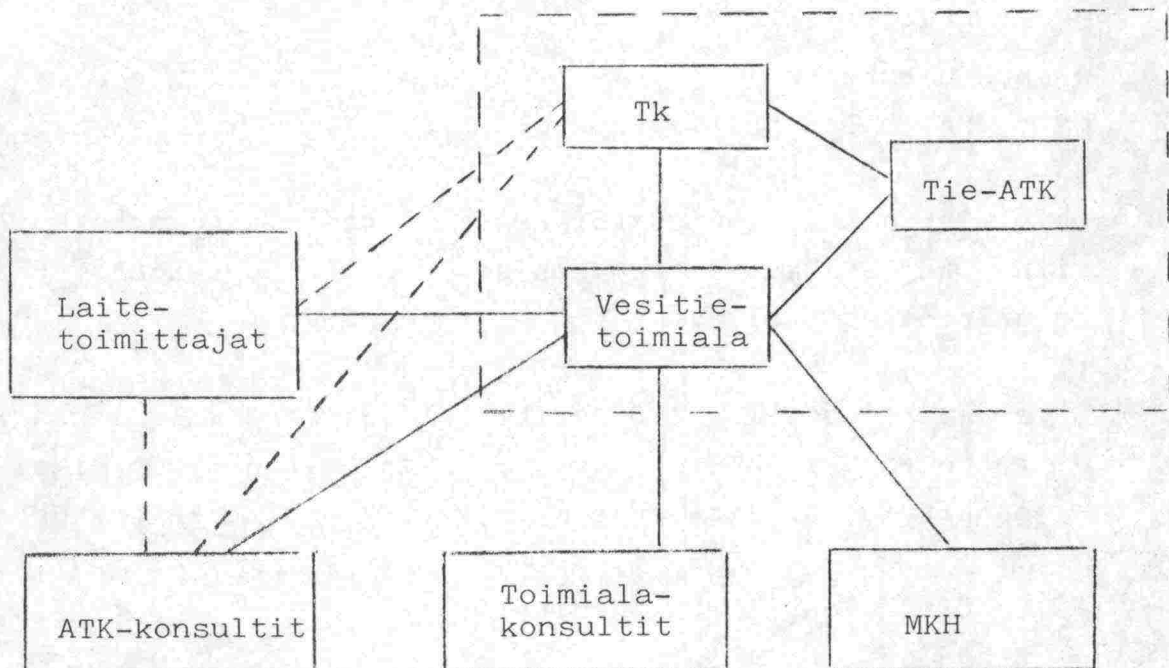 Tk
Tie-ATK
Laite-
toimittajat
Vesitie-
toimiala
ATK-konsultit
Toimiala-
konsultit
MKH